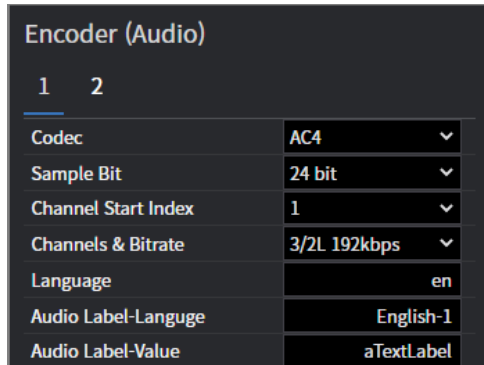 Encoder (Audio)
1 2
Codec AC4
Sample Bit 24 bit
Channel Start Index 1
Channels & Bitrate 3/2L 192kbps
Language en
Audio Label-Languge English-1
Audio Label-Value aTextLabel